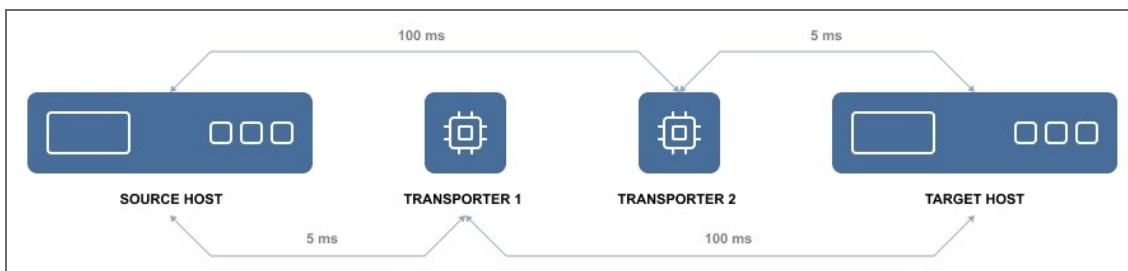 100 ms
5 ms
SOURCE HOST
TRANSPORTER 1
TRANSPORTER 2
TARGET HOST
5 ms
100 ms